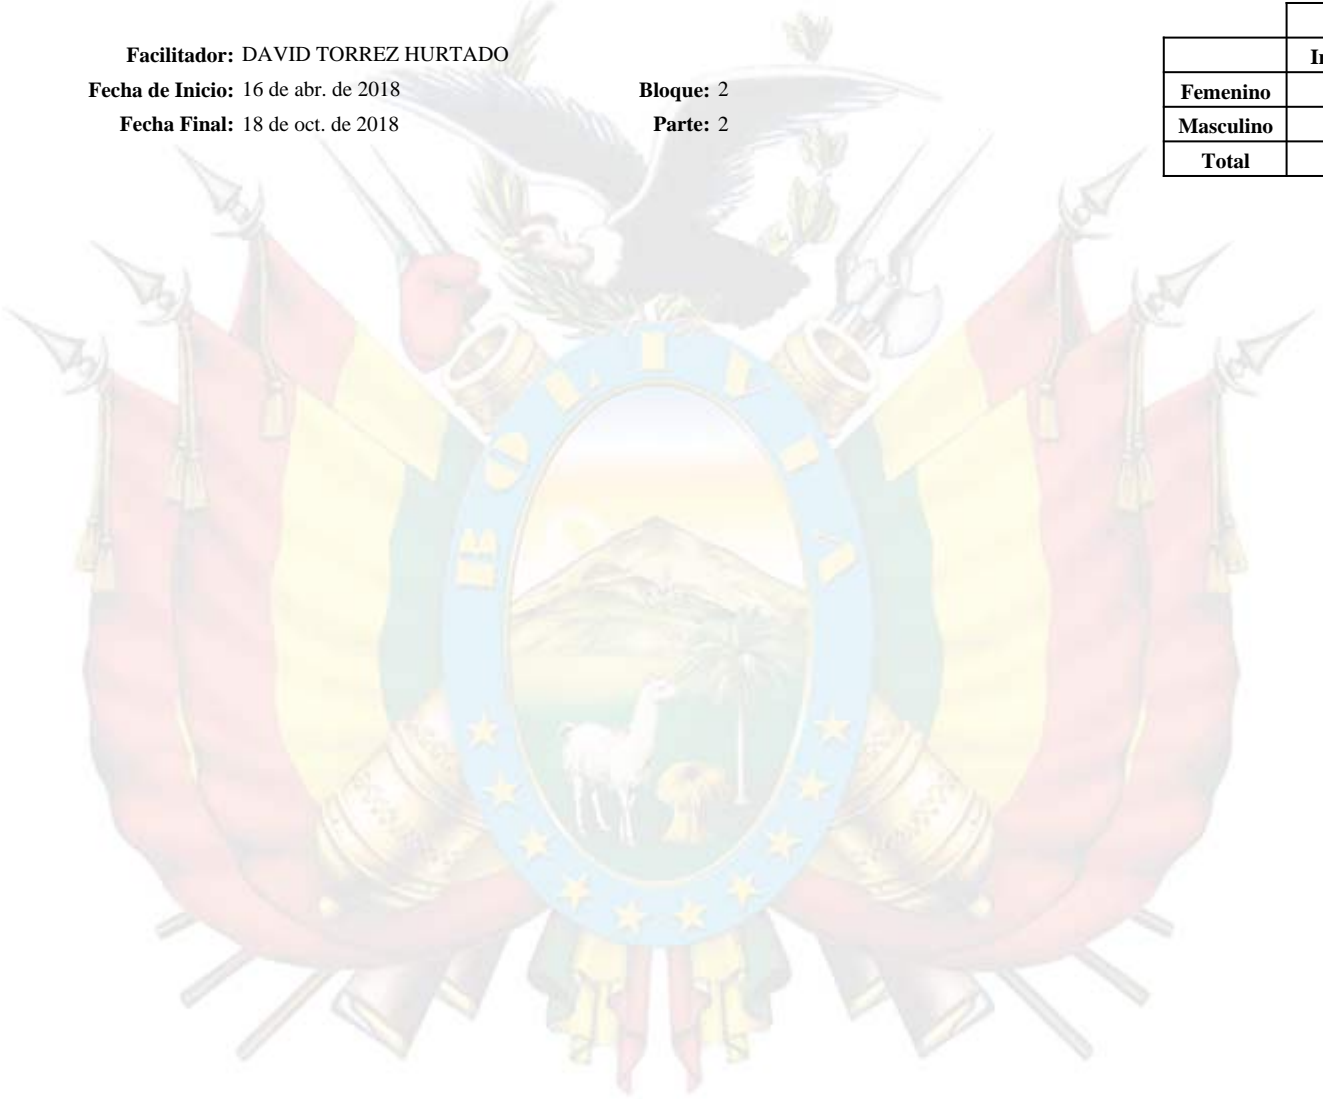 Facilitador: DAVID TORREZ HURTADO
Fecha de Inicio: 16 de abr. de 2018 Bloque: 2
Fecha Final: 18 de oct. de 2018 Parte: 2
Femenino
Masculino
Total
BOLIVIA